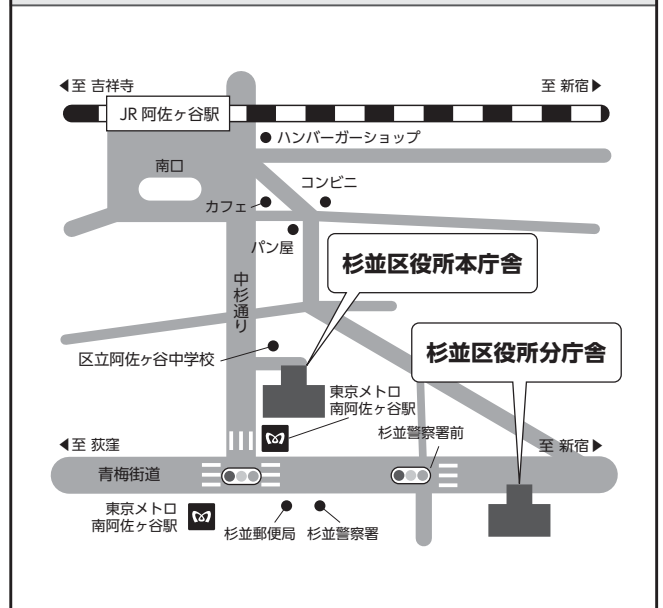 ◀至 吉祥寺
至 新宿▶
JR 阿佐ヶ谷駅
ハンバーガーショップ
南口
コンビニ
カフェ
パン屋
杉並区役所本庁舎
中杉通り
杉並区役所分庁舎
区立阿佐ヶ谷中学校
東京メトロ
南阿佐ヶ谷駅
杉並警察署前
◀至 荻窪
至 新宿▶
青梅街道
東京メトロ
南阿佐ヶ谷駅
杉並郵便局
杉並警察署